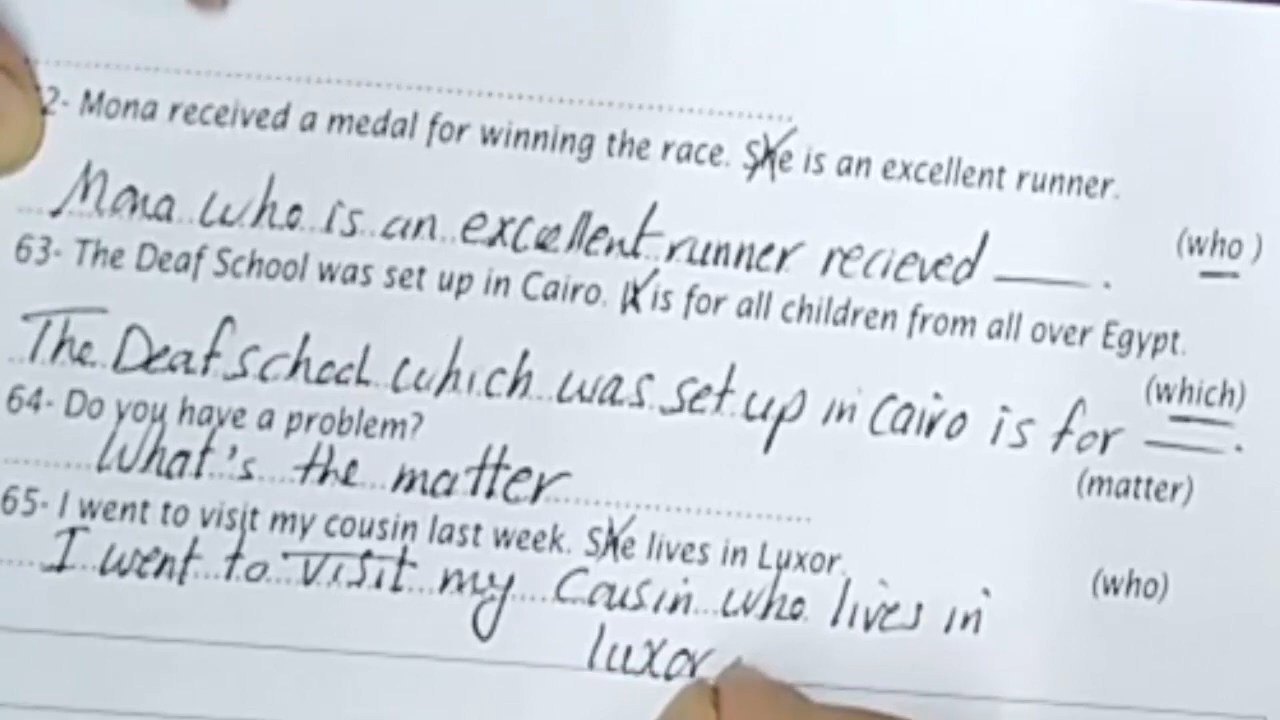 2- Mona received a medal for winning the race. She is an excellent runner.
(who)
Mona who is an excellent runner recieved ____ .
63- The Deaf School was set up in Cairo. It is for all children from all over Egypt.
(which)
The Deaf school which was set up in Cairo is for ____ .
64- Do you have a problem?
(matter)
What's the matter
65- I went to visit my cousin last week. She lives in Luxor.
(who)
I went to visit my Cousin who lives in
luxor